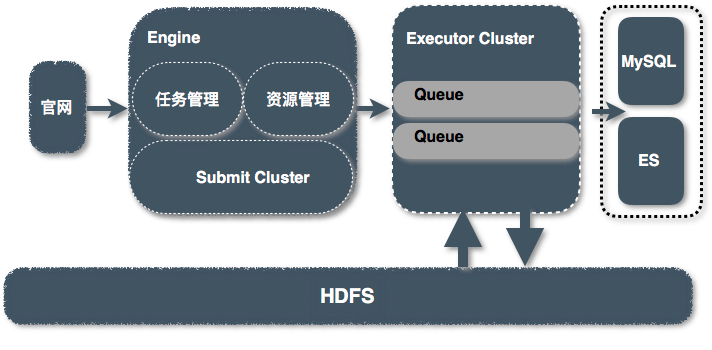 官网
Engine
任务管理
资源管理
Submit Cluster
Executor Cluster
Queue
Queue
MySQL
ES
HDFS